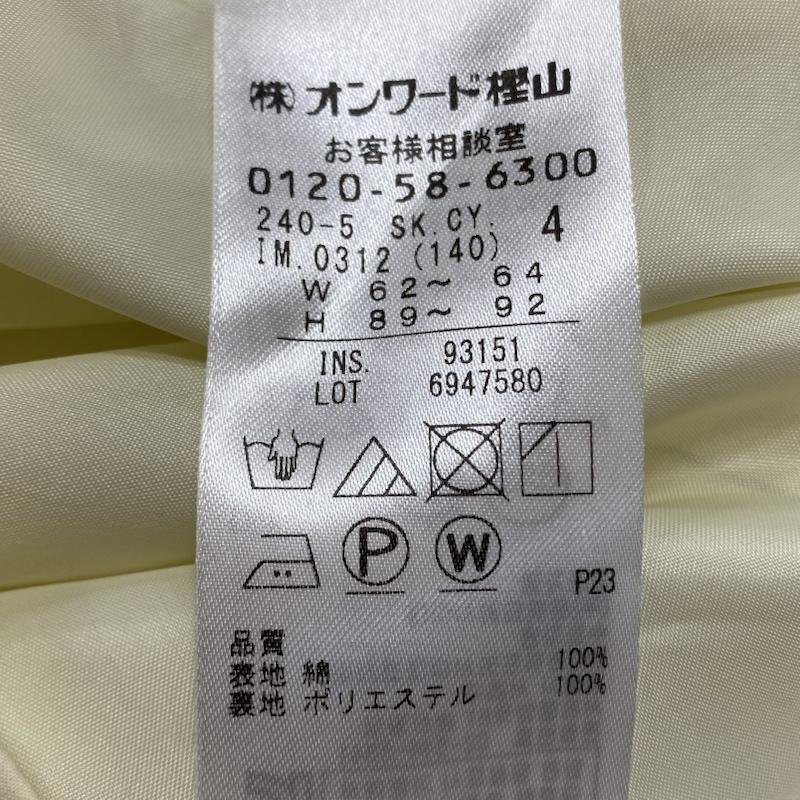 ㈱オンワード樫山
お客様相談室
0120-58-6300
240-5 SK.CY. 4
IM.0312 (140)
W 62～ 64
H 89～ 92
INS. 93151
LOT 6947580
P W
P23
品質
表地 綿 100%
裏地 ポリエステル 100%